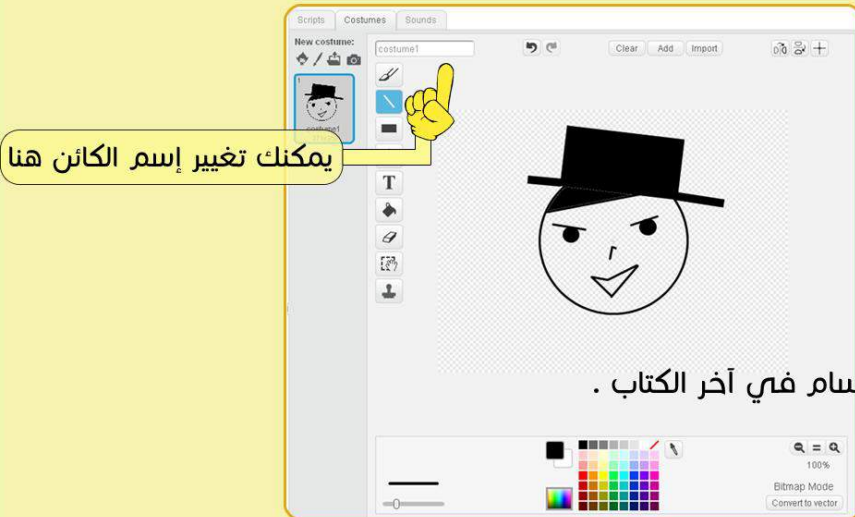 Scripts Costumes Sounds
New costume:
costume1
Clear Add Import
1
costume1
يمكنك تغيير إسم الكائن هنا
T
في آخر الكتاب .
100%
Bitmap Mode
Convert to vector